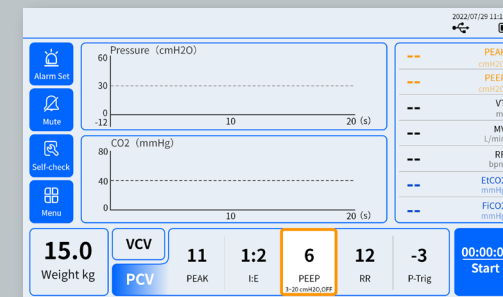 2022/07/29 11:1
Alarm Set
Mute
Self-check
Menu
Pressure (cmH2O)
60
30
0
-12
10
20 (s)
CO2 (mmHg)
80
40
0
10
20 (s)
-- PEAK
cmH2O
-- PEEP
cmH2O
-- VT
m
-- MV
L/min
-- RR
bpm
-- EtCO2
mmHg
-- FiCO2
mmHg
15.0
Weight kg
VCV
PCV
11
PEAK
1:2
I:E
6
PEEP
3~20 cmH2O,OFF
12
RR
-3
P-Trig
00:00:0
Start